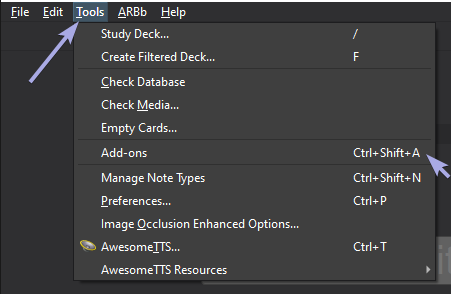 File Edit Tools ARBb Help
Study Deck... /
Create Filtered Deck... F
Check Database
Check Media...
Empty Cards...
Add-ons Ctrl+Shift+A
Manage Note Types Ctrl+Shift+N
Preferences... Ctrl+P
Image Occlusion Enhanced Options...
AwesomeTTS... Ctrl+T
AwesomeTTS Resources